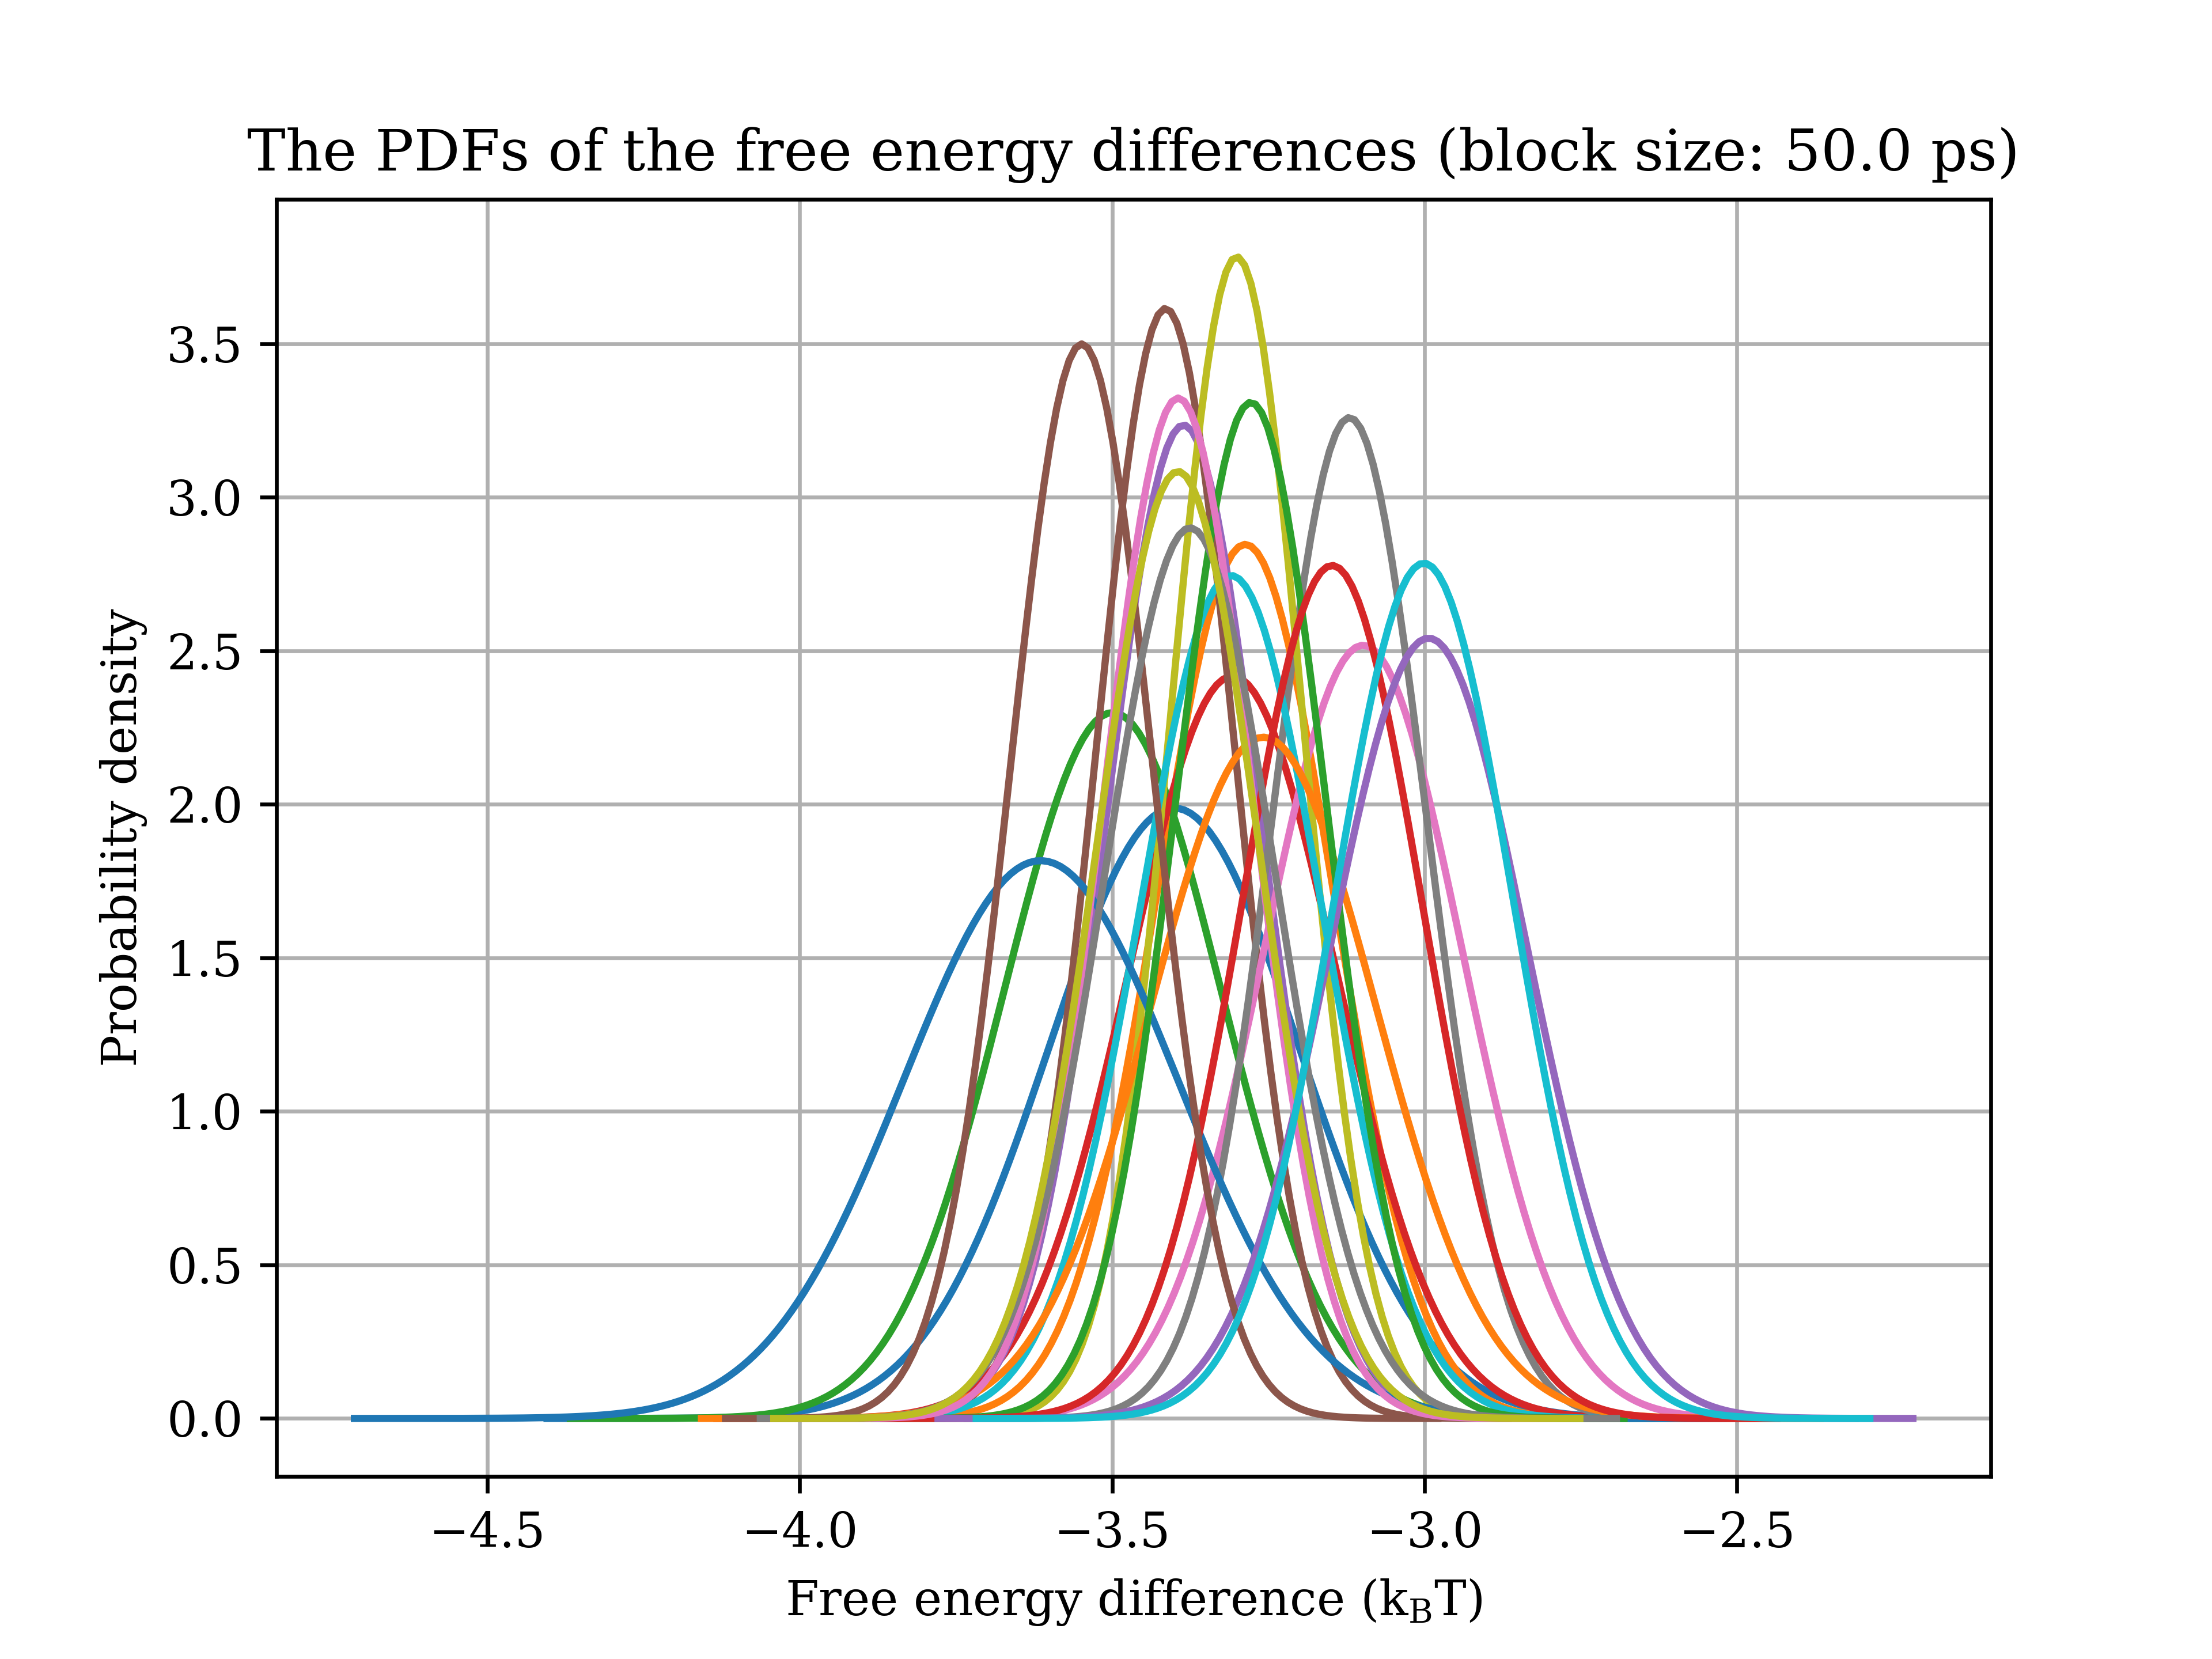 The PDFs of the free energy differences (block size: 50.0 ps)
Probability density
3.5
3.0
2.5
2.0
1.5
1.0
0.5
0.0
−4.5 −4.0 −3.5 −3.0 −2.5
Free energy difference (k_BT)